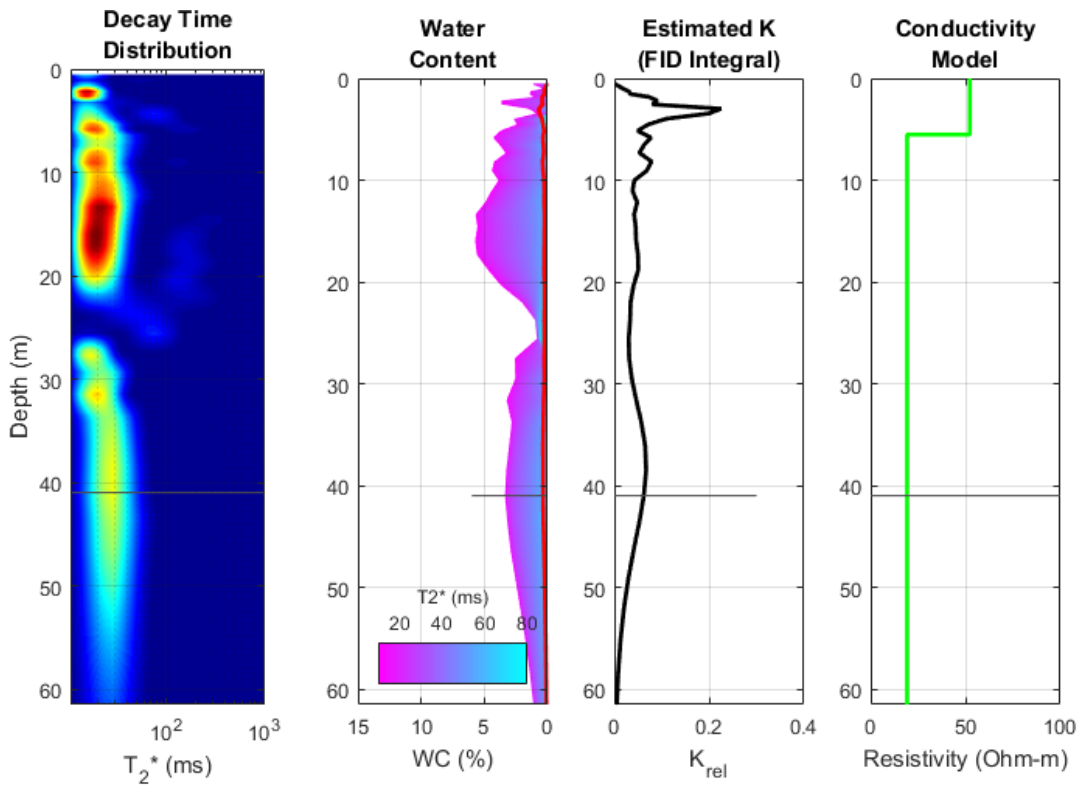 Decay Time
Distribution
0
10
20
30
40
50
60
Depth (m)
10²
10³
T₂* (ms)
Water
Content
0
10
20
30
40
50
60
T2* (ms)
20 40 60 80
15 10 5 0
WC (%)
Estimated K
(FID Integral)
0
10
20
30
40
50
60
0 0.2 0.4
Krel
Conductivity
Model
0
10
20
30
40
50
60
0 50 100
Resistivity (Ohm-m)